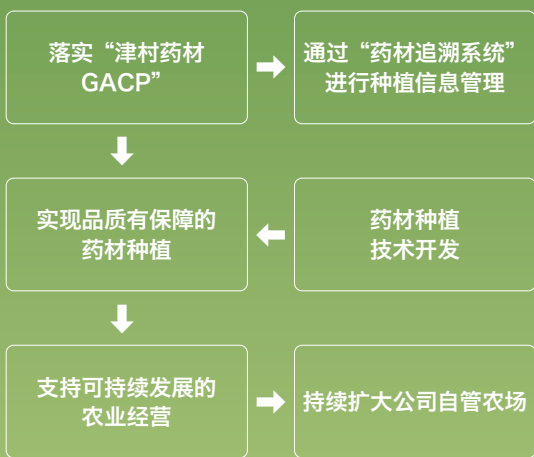 落实“津村药材
GACP”
通过“药材追溯系统”
进行种植信息管理
实现品质有保障的
药材种植
药材种植
技术开发
支持可持续发展的
农业经营
持续扩大公司自管农场